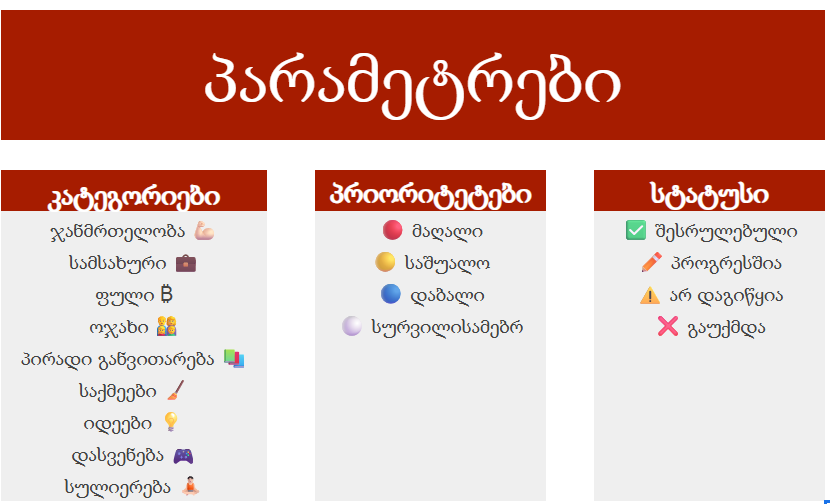 პარამეტრები
კატეგორიები
ჯანმრთელობა 💪🏻
სამსახური 💼
ფული ₿
ოჯახი 👨‍👩‍👧‍👦
პირადი განვითარება 📚
საქმეები 🧹
იდეები 💡
დასვენება 🎮
სულიერება 🧘🏻
პრიორიტეტები
🔴 მაღალი
🟡 საშუალო
🔵 დაბალი
⚪ სურვილისამებრ
სტატუსი
✅ შესრულებული
✏️ პროგრესშია
⚠️ არ დაგიწყია
❌ გაუქმდა